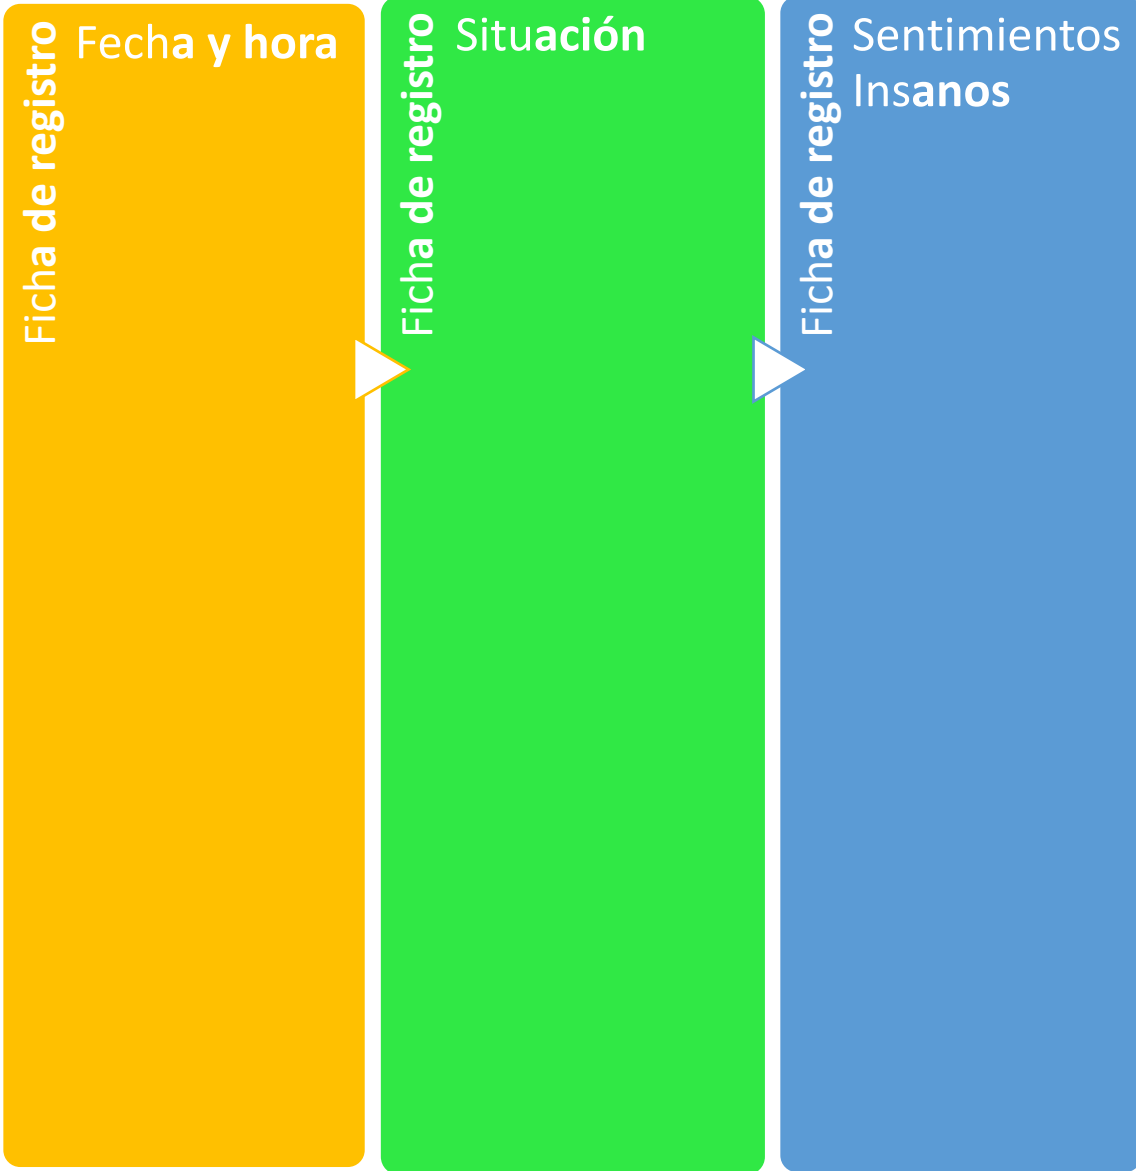 Ficha de registro
Fecha y hora
Ficha de registro
Situación
Ficha de registro
Sentimientos
Insanos